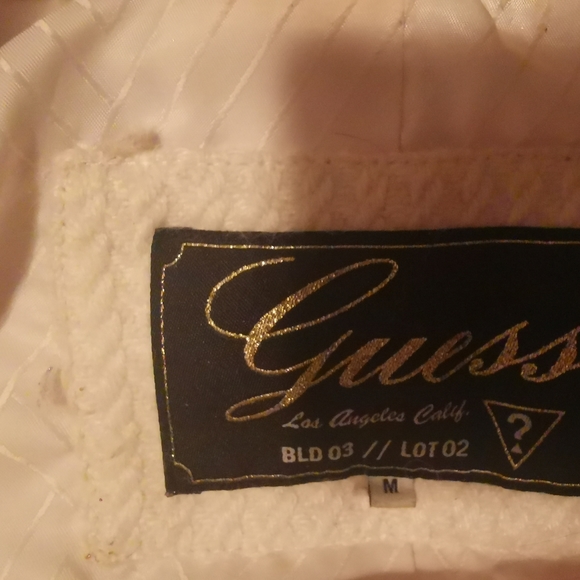 Guess
Los Angeles Calif.
?
BLD 03 // LOT 02
M